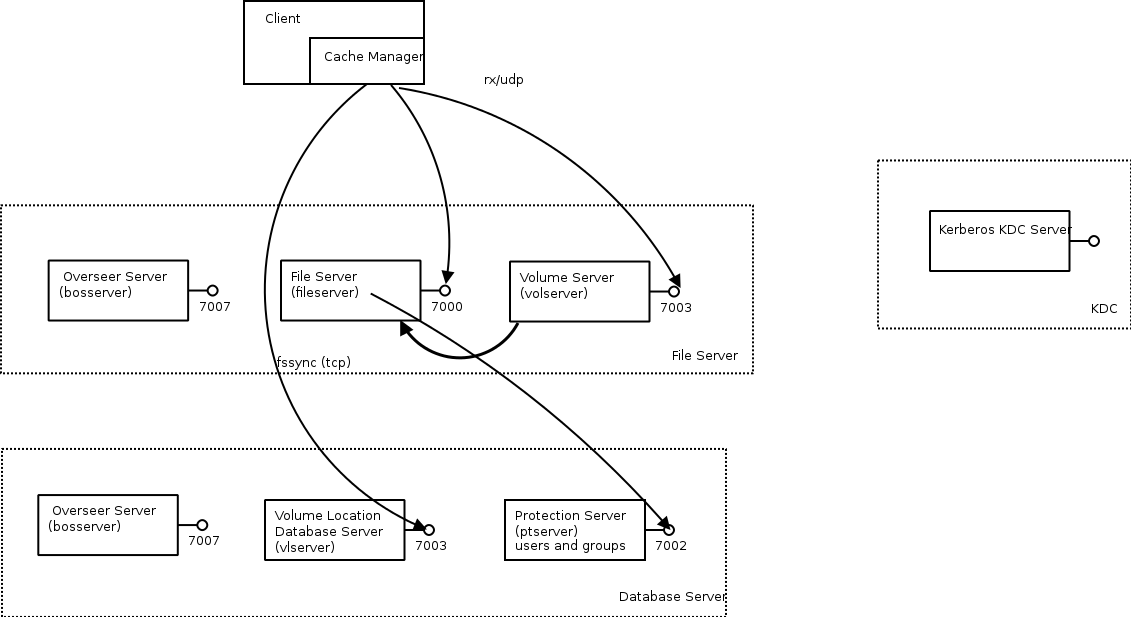 Client
Cache Manager
rx/udp
Overseer Server
(bosserver)
7007
File Server
(fileserver)
7000
Volume Server
(volserver)
7003
Kerberos KDC Server
KDC
fssync (tcp)
File Server
Overseer Server
(bosserver)
7007
Volume Location
Database Server
(vlserver)
7003
Protection Server
(ptserver)
users and groups
7002
Database Server